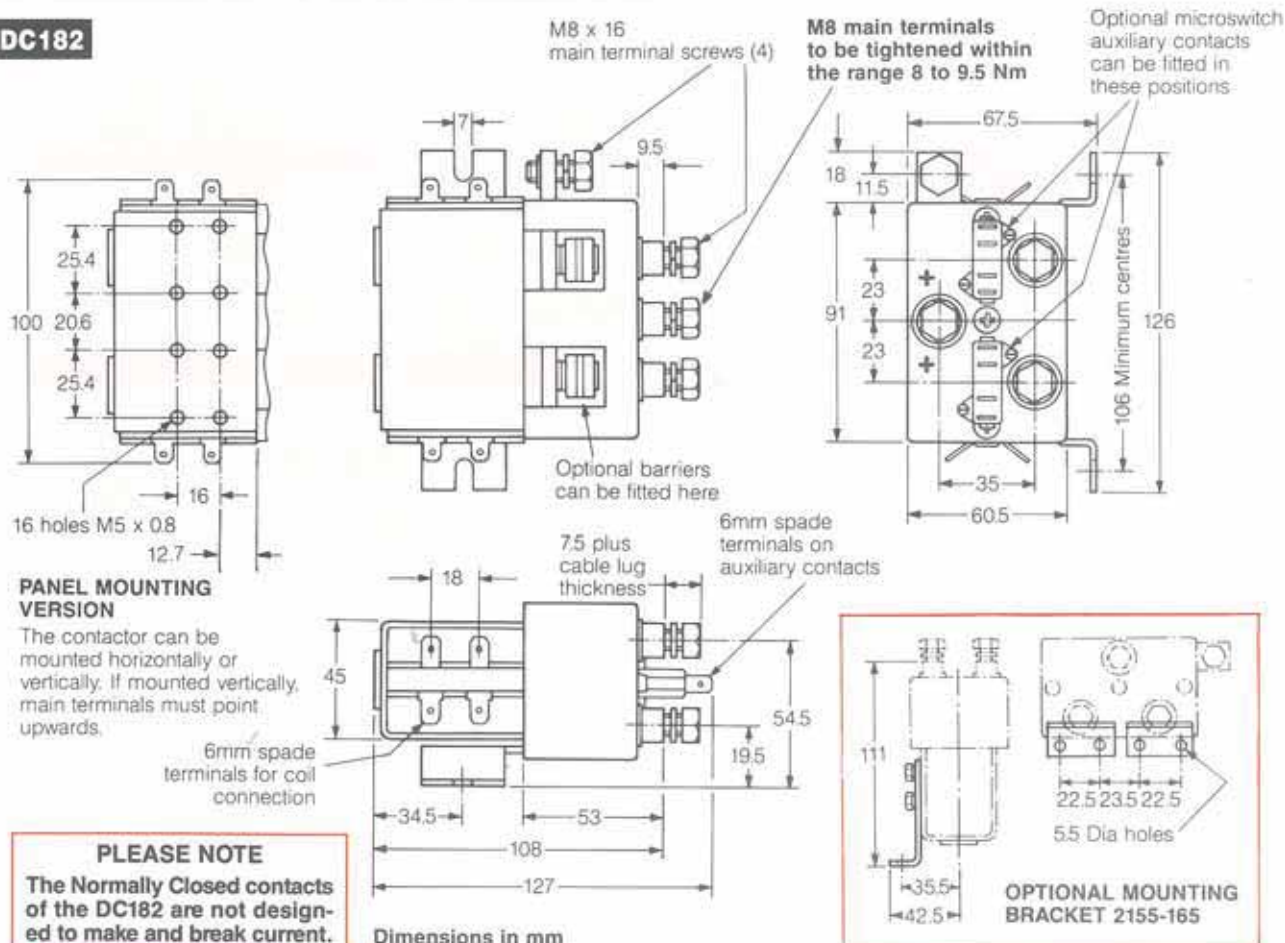 DC182
M8 x 16
main terminal screws (4)
M8 main terminals
to be tightened within
the range 8 to 9.5 Nm
Optional microswitch
auxiliary contacts
can be fitted in
these positions
7
9.5
67.5
18
11.5
100
25.4
20.6
25.4
16
12.7
16 holes M5 x 0.8
91
23
23
106 Minimum centres
126
35
60.5
Optional barriers
can be fitted here
PANEL MOUNTING
VERSION
The contactor can be
mounted horizontally or
vertically. If mounted vertically,
main terminals must point
upwards.
7.5 plus
cable lug
thickness
6mm spade
terminals on
auxiliary contacts
18
45
54.5
19.5
6mm spade
terminals for coil
connection
34.5
53
108
127
PLEASE NOTE
The Normally Closed contacts
of the DC182 are not design-
ed to make and break current.
Dimensions in mm
111
22.5 23.5 22.5
5.5 Dia holes
35.5
42.5
OPTIONAL MOUNTING
BRACKET 2155-165